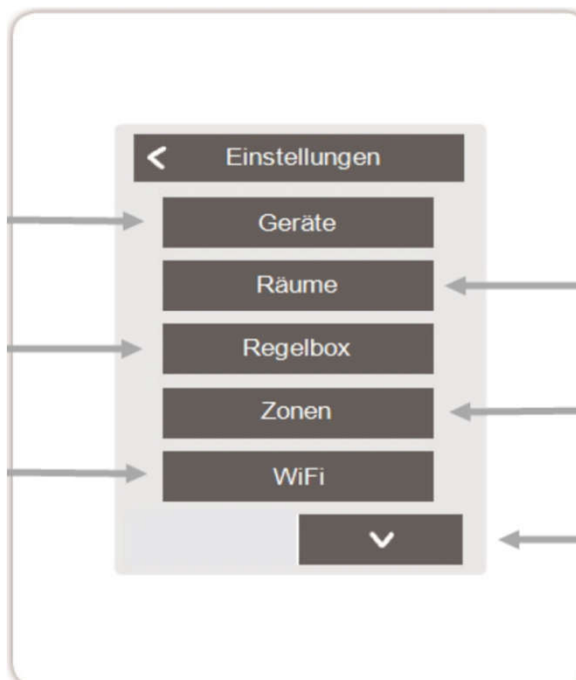 Einstellungen
Geräte
Räume
Regelbox
Zonen
WiFi